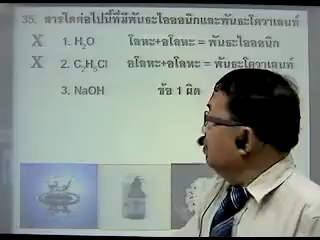 35. สารใดต่อไปนี้ที่มีพันธะไอออนิกและพันธะโควาเลนท์
X 1. H₂O โลหะ+อโลหะ = พันธะไอออนิก
X 2. C₂H₅Cl อโลหะ+อโลหะ = พันธะโควาเลนท์
3. NaOH ข้อ 1 ผิด